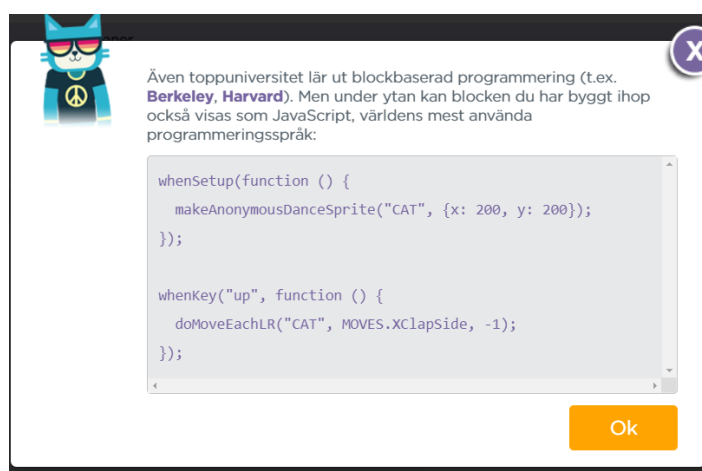 Även toppuniversitet lär ut blockbaserad programmering (t.ex.
Berkeley, Harvard). Men under ytan kan blocken du har byggt ihop
också visas som JavaScript, världens mest använda
programmeringsspråk:
whenSetup(function () {
  makeAnonymousDanceSprite("CAT", {x: 200, y: 200});
});

whenKey("up", function () {
  doMoveEachLR("CAT", MOVES.XClapSide, -1);
});
Ok
X